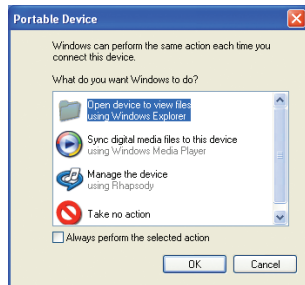 Portable Device
Windows can perform the same action each time you
connect this device.
What do you want Windows to do?
Open device to view files
using Windows Explorer
Sync digital media files to this device
using Windows Media Player
Manage the device
using Rhapsody
Take no action
Always perform the selected action
OK
Cancel